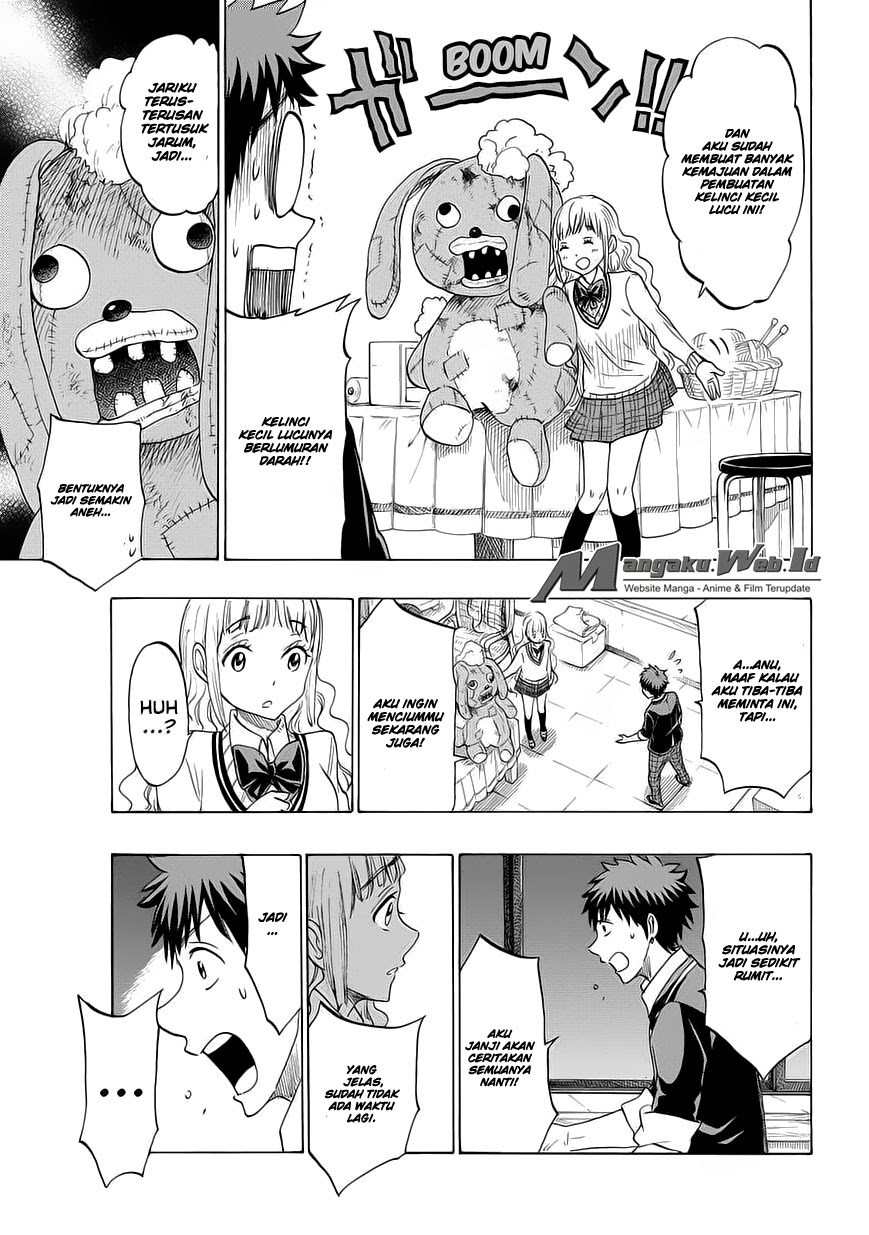 DAN
AKU SUDAH
MEMBUAT BANYAK
KEMAJUAN DALAM
PEMBUATAN
KELINCI KECIL
LUCU INI!
BOOM
ガーン!!
KELINCI
KECIL LUCUNYA
BERLUMURAN
DARAH!!
JARIKU
TERUS-
TERUSAN
TERTUSUK
JARUM,
JADI...
BENTUKNYA
JADI SEMAKIN
ANEH...
Mangaku.Web.Id
Website Manga - Anime & Film Terupdate
A...ANU,
MAAF KALAU
AKU TIBA-TIBA
MEMINTA INI,
TAPI...
AKU INGIN
MENCIUMMU
SEKARANG
JUGA!
HUH
...?
U...UH,
SITUASINYA
JADI SEDIKIT
RUMIT...
AKU
JANJI AKAN
CERITAKAN
SEMUANYA
NANTI!
YANG
JELAS,
SUDAH TIDAK
ADA WAKTU
LAGI.
JADI
...
...